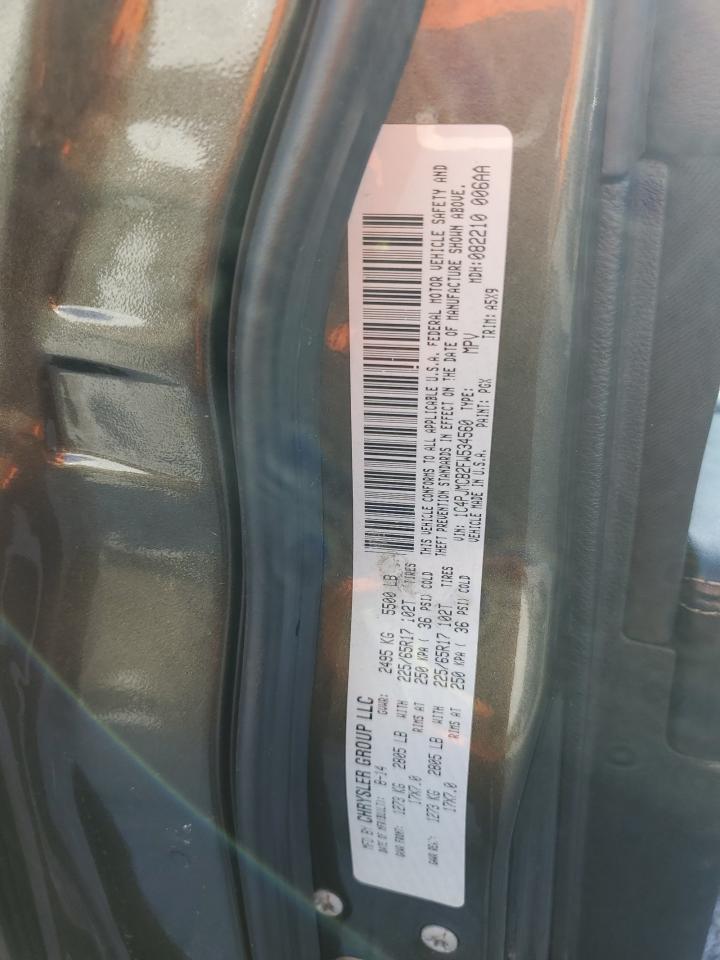 MFD BY CHRYSLER GROUP LLC
DATE OF MFR(BUILT): 8-14 GVWR: 2495 KG 5500 LB
GAWR FRONT: 1273 KG 2805 LB WITH 225/65R17 102T TIRES
17X7.0 RIMS AT 250 KPA ( 36 PSI) COLD
GAWR REAR: 1273 KG 2805 LB WITH 225/65R17 102T TIRES
17X7.0 RIMS AT 250 KPA ( 36 PSI) COLD
THIS VEHICLE CONFORMS TO ALL APPLICABLE U.S.A. FEDERAL MOTOR VEHICLE SAFETY AND
THEFT PREVENTION STANDARDS IN EFFECT ON THE DATE OF MANUFACTURE SHOWN ABOVE.
VIN: 1C4PJMCB2FW534560 TYPE: MPV MDH:082210 006AA
VEHICLE MADE IN U.S.A. PAINT: PGX TRIM: A5X9